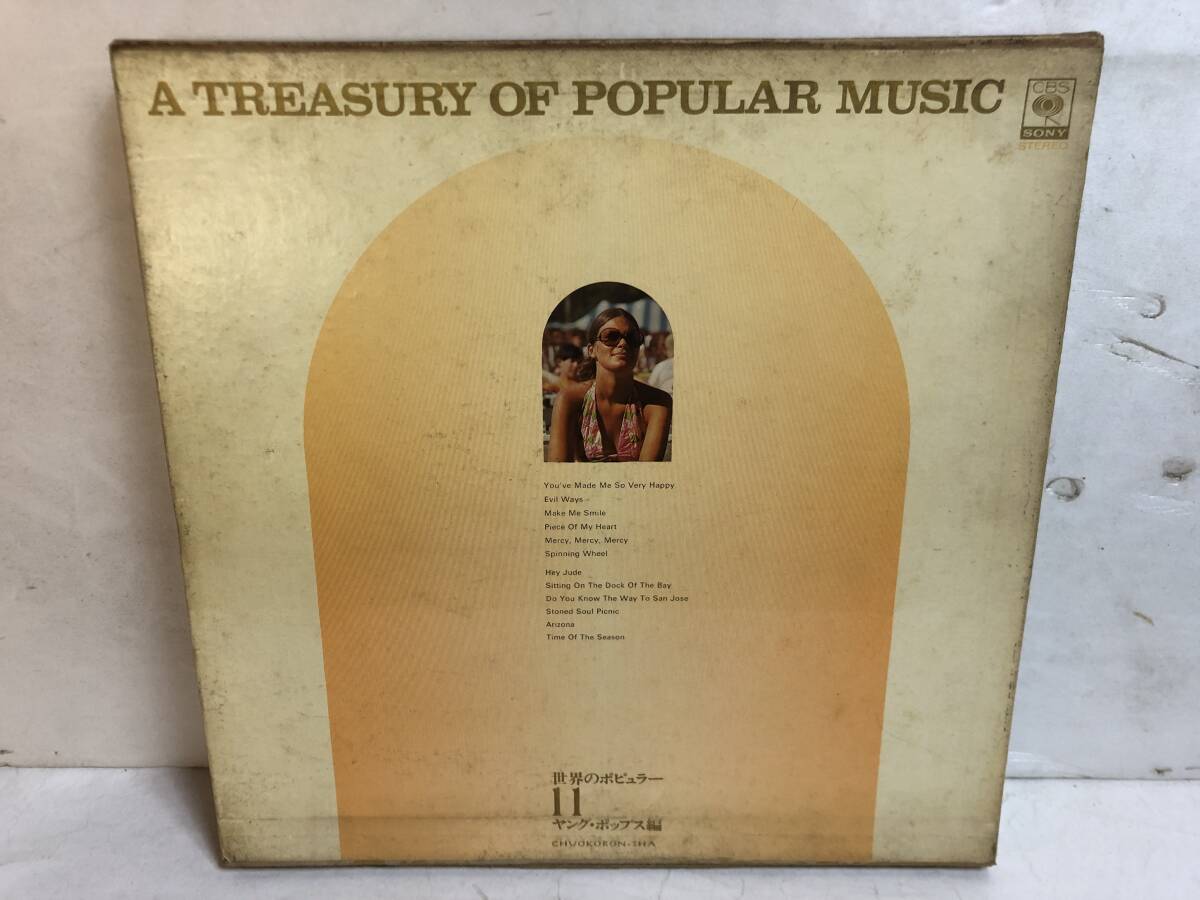 A TREASURY OF POPULAR MUSIC
CBS
SONY
STEREO
You've Made Me So Very Happy
Evil Ways
Make Me Smile
Piece Of My Heart
Mercy, Mercy, Mercy
Spinning Wheel
Hey Jude
Sitting On The Dock Of The Bay
Do You Know The Way To San Jose
Stoned Soul Picnic
Arizona
Time Of The Season
世界のポピュラー
11
ヤング・ポップス編
CHUOKORON-SHA